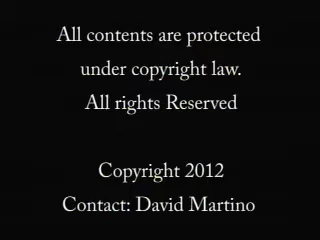 All contents are protected
under copyright law.
All rights Reserved
Copyright 2012
Contact: David Martino